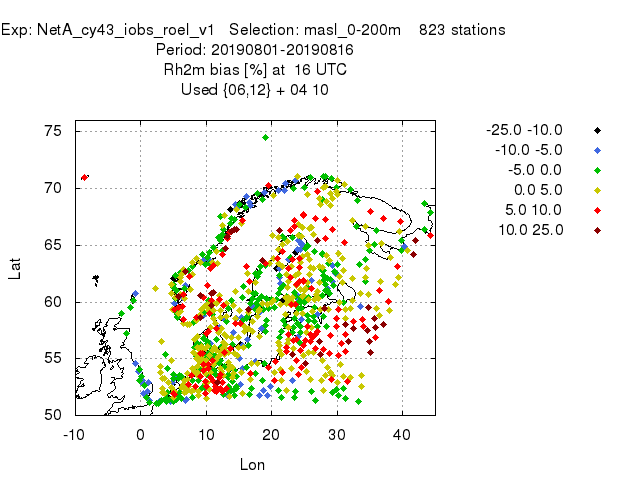 Exp: NetA_cy43_iobs_roel_v1 Selection: masl_0-200m 823 stations
Period: 20190801-20190816
Rh2m bias [%] at 16 UTC
Used {06,12} + 04 10
75
70
65
60
55
50
Lat
-10 0 10 20 30 40
Lon
-25.0 -10.0
-10.0 -5.0
-5.0 0.0
0.0 5.0
5.0 10.0
10.0 25.0